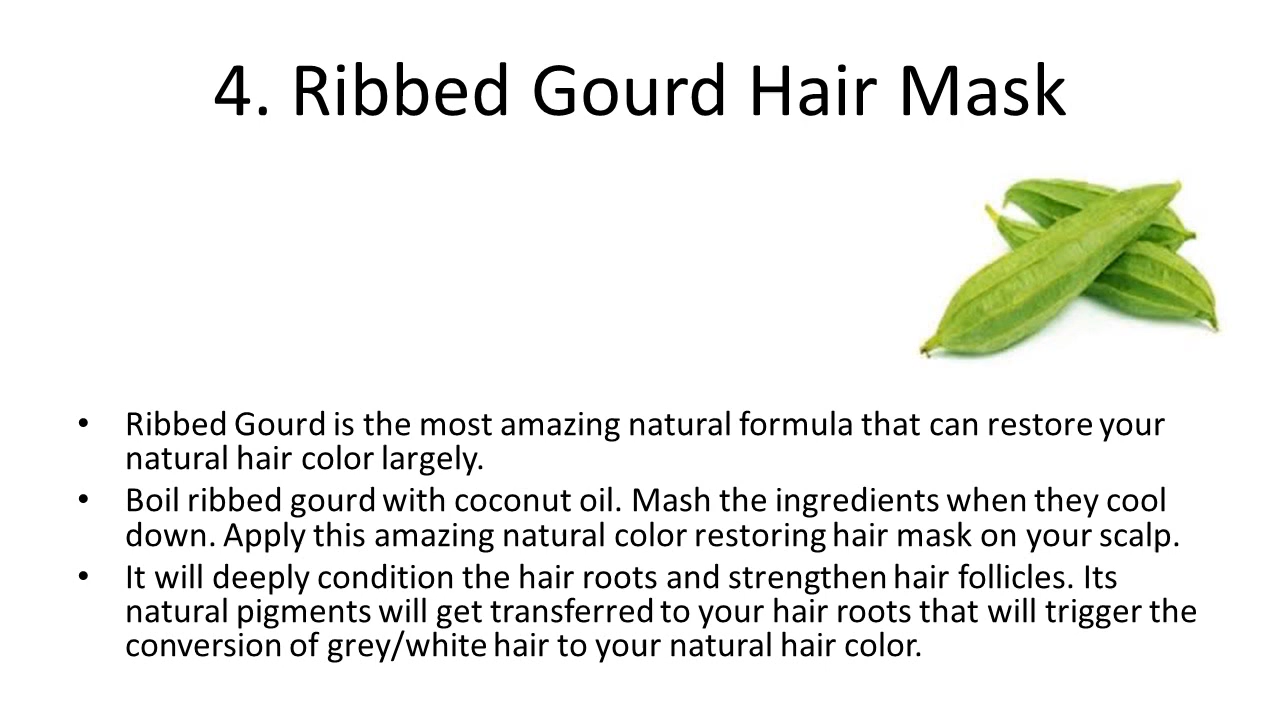 4. Ribbed Gourd Hair Mask
• Ribbed Gourd is the most amazing natural formula that can restore your
natural hair color largely.
• Boil ribbed gourd with coconut oil. Mash the ingredients when they cool
down. Apply this amazing natural color restoring hair mask on your scalp.
• It will deeply condition the hair roots and strengthen hair follicles. Its
natural pigments will get transferred to your hair roots that will trigger the
conversion of grey/white hair to your natural hair color.